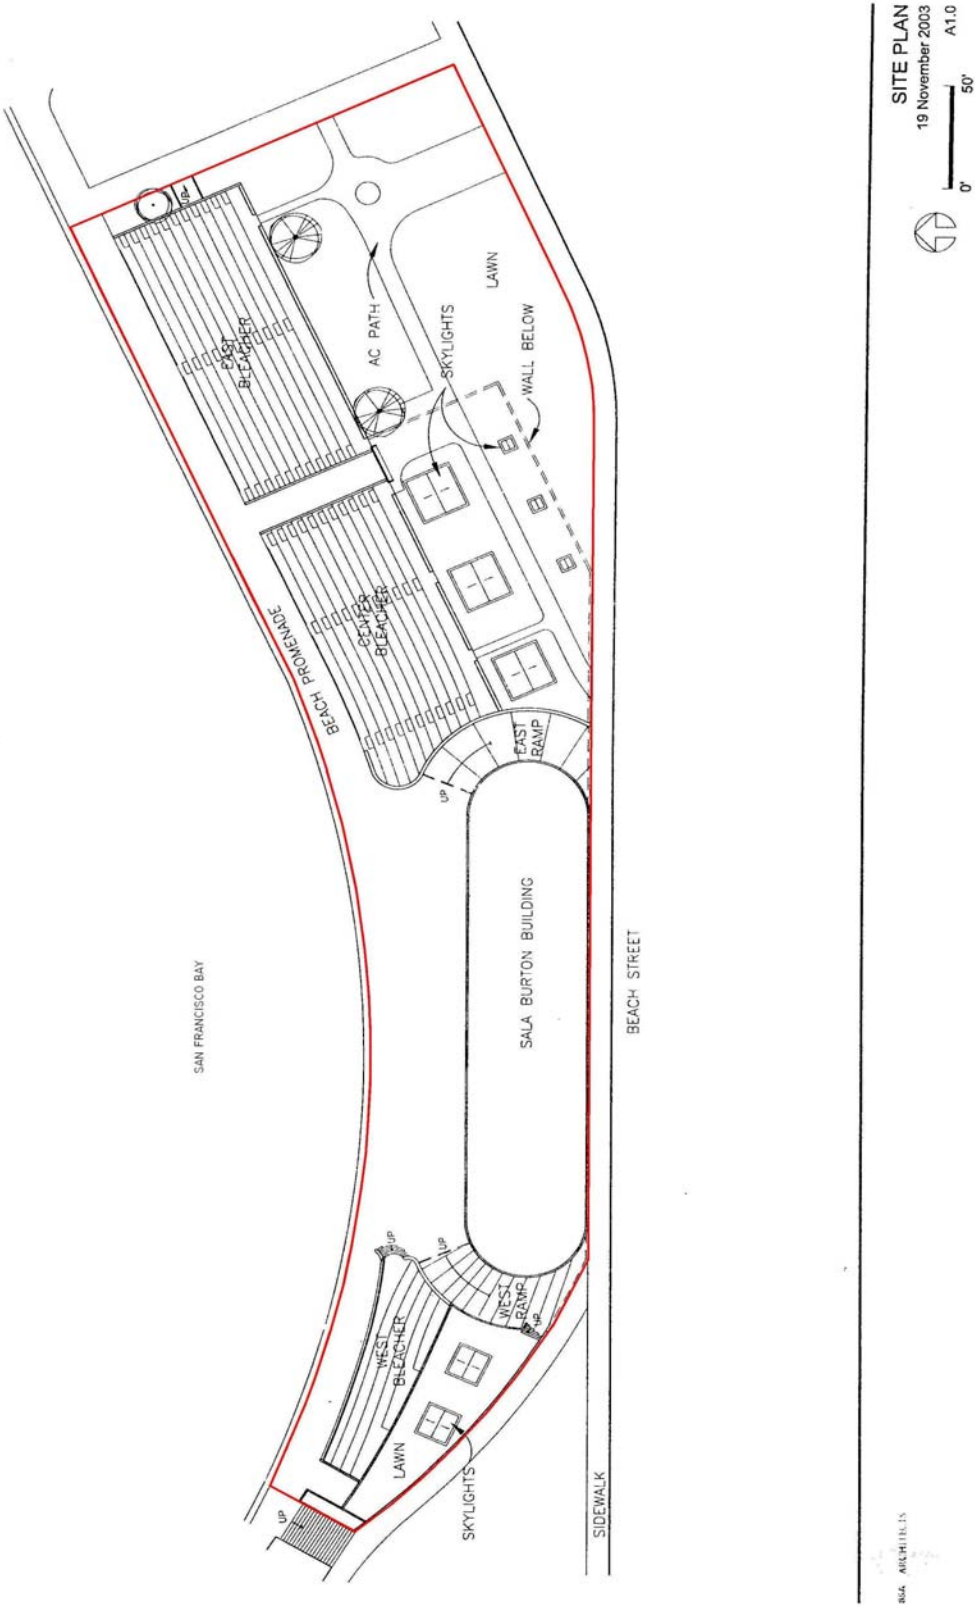 SITE PLAN
19 November 2003
A1.0
0'
50'
SAN FRANCISCO BAY
BEACH PROMENADE
EAST
BLEACHER
UP
AC PATH
SKYLIGHTS
LAWN
WALL BELOW
CENTER
BLEACHER
UP
EAST
RAMP
SALA BURTON BUILDING
BEACH STREET
UP
UP
WEST
RAMP
UP
WEST
BLEACHER
LAWN
UP
SKYLIGHTS
SIDEWALK
ARCHITECTS